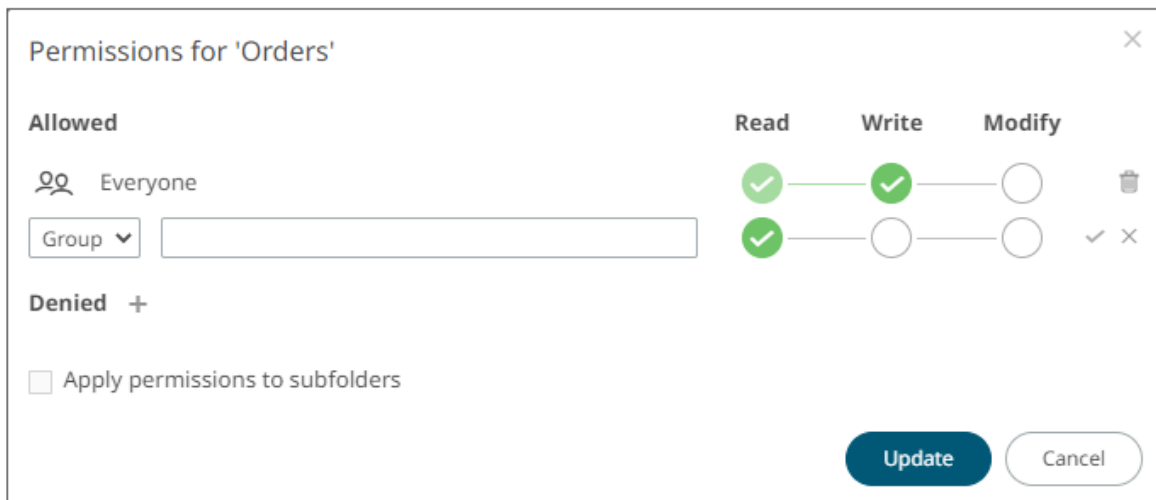 Permissions for 'Orders'
Allowed Read Write Modify
Everyone
Group
Denied +
Apply permissions to subfolders
Update Cancel